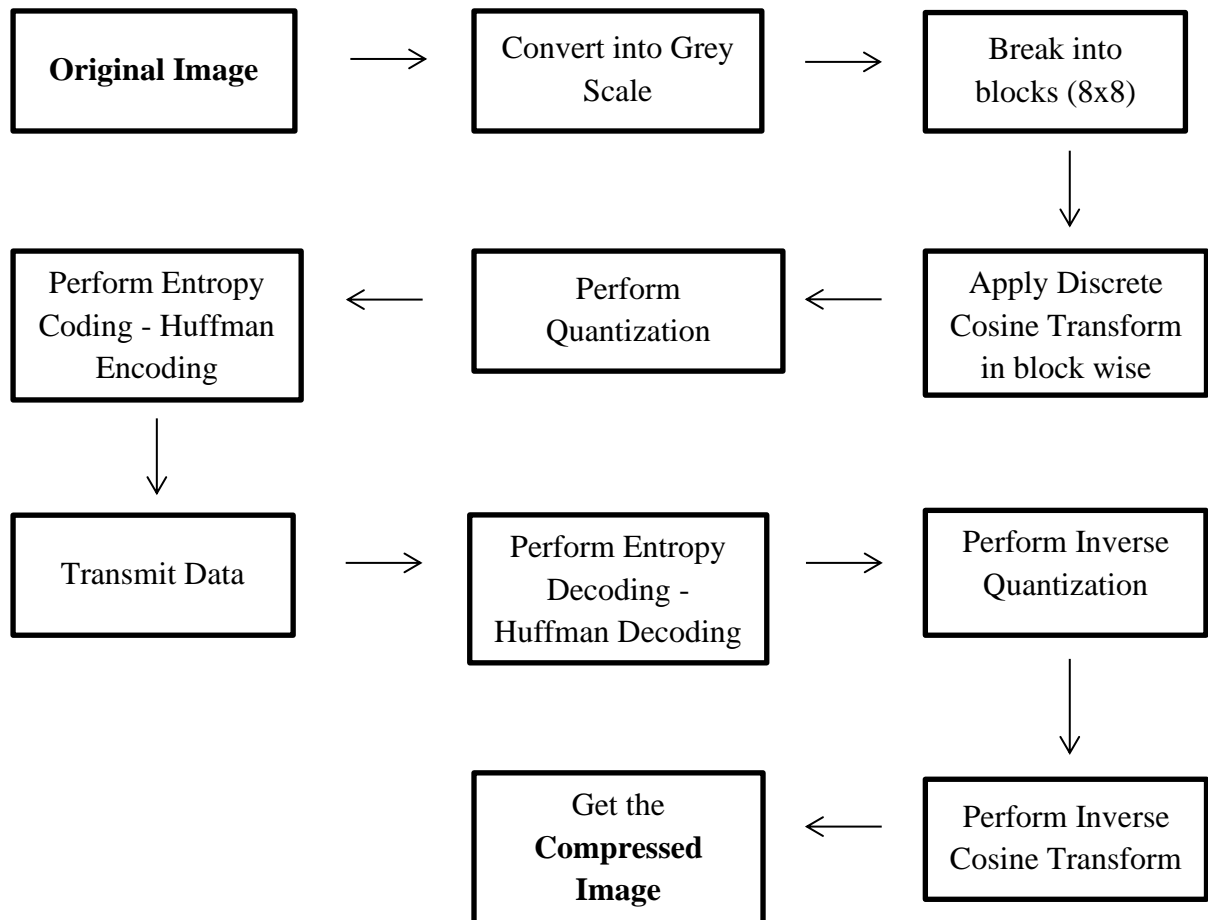 Original Image
Convert into Grey
Scale
Break into
blocks (8x8)
Apply Discrete
Cosine Transform
in block wise
Perform
Quantization
Perform Entropy
Coding - Huffman
Encoding
Transmit Data
Perform Entropy
Decoding -
Huffman Decoding
Perform Inverse
Quantization
Perform Inverse
Cosine Transform
Get the
Compressed
Image